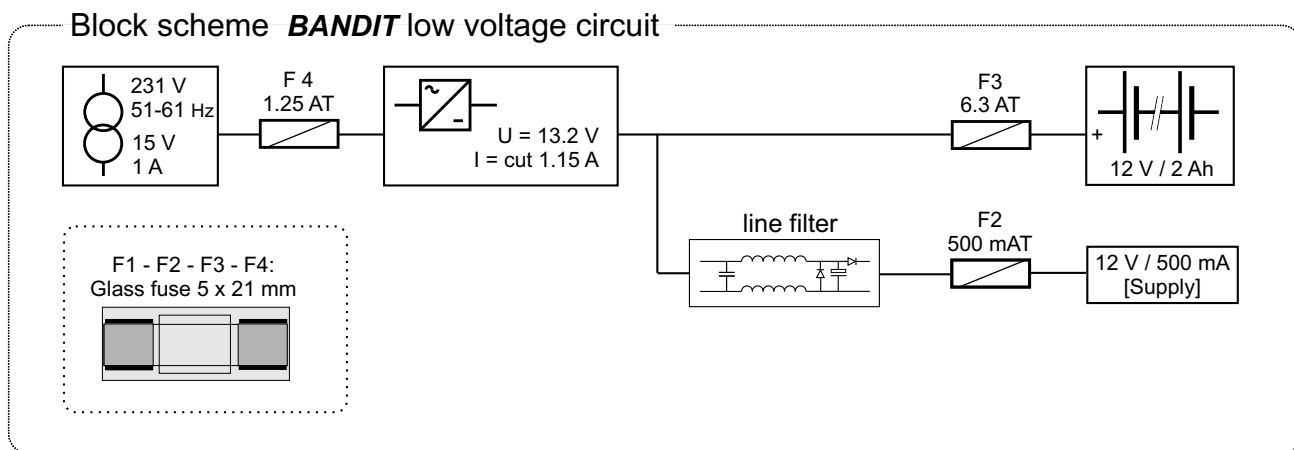 Block scheme BANDIT low voltage circuit
231 V
51-61 Hz
15 V
1 A
F 4
1.25 AT
~
-
U = 13.2 V
I = cut 1.15 A
F3
6.3 AT
+
12 V / 2 Ah
line filter
F2
500 mAT
12 V / 500 mA
[Supply]
F1 - F2 - F3 - F4:
Glass fuse 5 x 21 mm